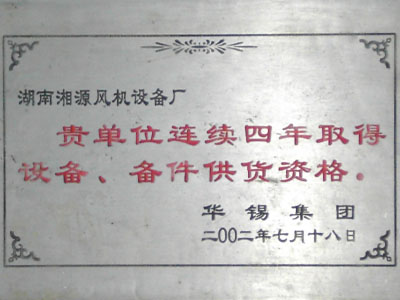 湖南湘源风机设备厂
贵单位连续四年取得
设备、备件供货资格。
华锡集团
二00二年七月十八日